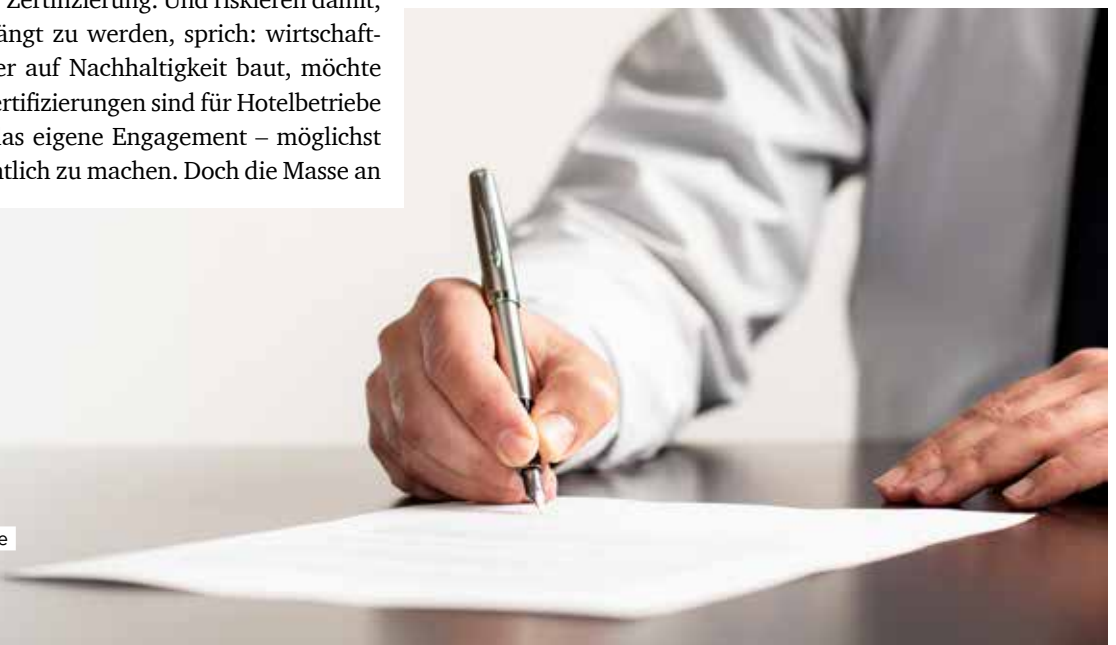 Zertifizierung. Und riskieren damit,
ängt zu werden, sprich: wirtschaft-
er auf Nachhaltigkeit baut, möchte
ertifizierungen sind für Hotelbetriebe
as eigene Engagement – möglichst
ntlich zu machen. Doch die Masse an
e